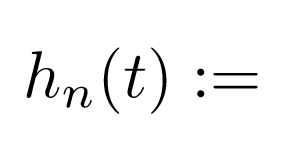 hₙ(t) :=